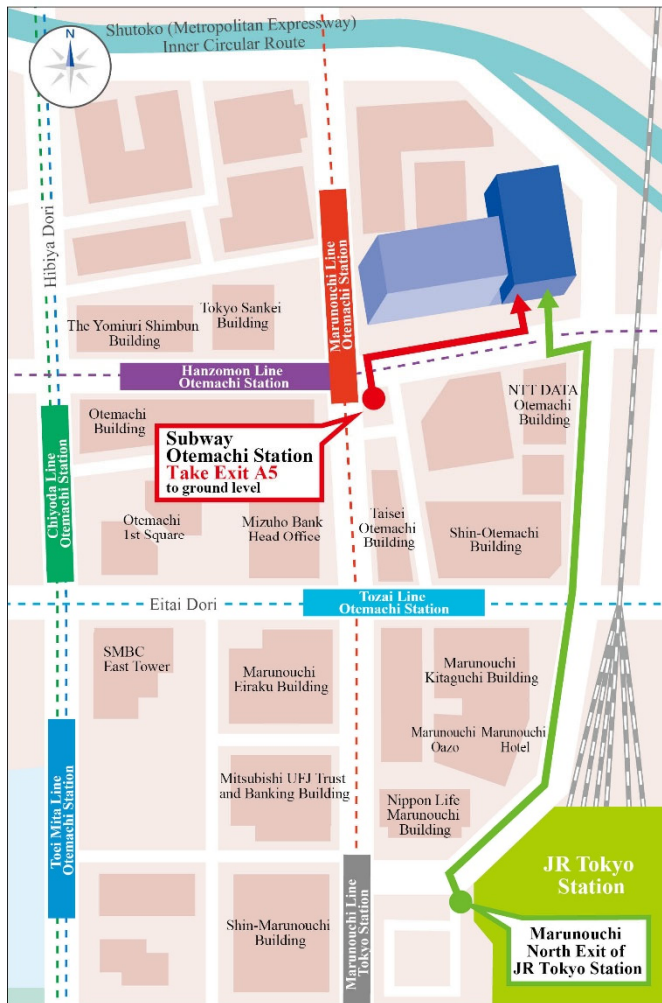 Shutoko (Metropolitan Expressway)
Inner Circular Route
N
Hibiya Dori
Marunouchi Line
Otemachi Station
Tokyo Sankei
Building
The Yomiuri Shimbun
Building
Hanzomon Line
Otemachi Station
NTT DATA
Otemachi
Building
Otemachi
Building
Subway
Otemachi Station
Take Exit A5
to ground level
Chiyoda Line
Otemachi Station
Otemachi
1st Square
Mizuho Bank
Head Office
Taisei
Otemachi
Building
Shin-Otemachi
Building
Eitai Dori
Tozai Line
Otemachi Station
SMBC
East Tower
Marunouchi
Eiraku Building
Marunouchi
Kitaguchi Building
Marunouchi
Oazo
Marunouchi
Hotel
Toei Mita Line
Otemachi Station
Mitsubishi UFJ Trust
and Banking Building
Nippon Life
Marunouchi
Building
JR Tokyo
Station
Shin-Marunouchi
Building
Marunouchi Line
Tokyo Station
Marunouchi
North Exit of
JR Tokyo Station